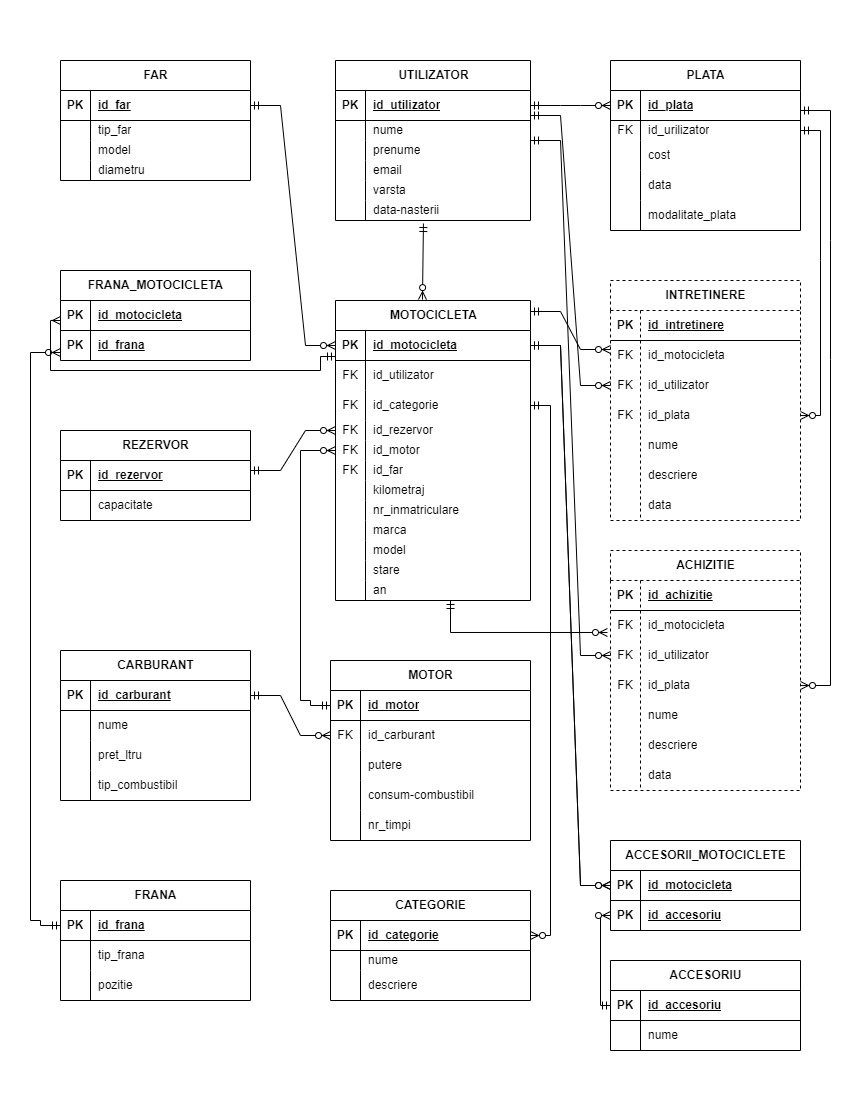 FAR
PK id_far
tip_far
model
diametru
UTILIZATOR
PK id_utilizator
nume
prenume
email
varsta
data-nasterii
PLATA
PK id_plata
FK id_urilizator
cost
data
modalitate_plata
FRANA_MOTOCICLETA
PK id_motocicleta
PK id_frana
MOTOCICLETA
PK id_motocicleta
FK id_utilizator
FK id_categorie
FK id_rezervor
FK id_motor
FK id_far
kilometraj
nr_inmatriculare
marca
model
stare
an
INTRETINERE
PK id_intretinere
FK id_motocicleta
FK id_utilizator
FK id_plata
nume
descriere
data
REZERVOR
PK id_rezervor
capacitate
ACHIZITIE
PK id_achizitie
FK id_motocicleta
FK id_utilizator
FK id_plata
nume
descriere
data
CARBURANT
PK id_carburant
nume
pret_ltru
tip_combustibil
MOTOR
PK id_motor
FK id_carburant
putere
consum-combustibil
nr_timpi
ACCESORII_MOTOCICLETE
PK id_motocicleta
PK id_accesoriu
FRANA
PK id_frana
tip_frana
pozitie
CATEGORIE
PK id_categorie
nume
descriere
ACCESORIU
PK id_accesoriu
nume